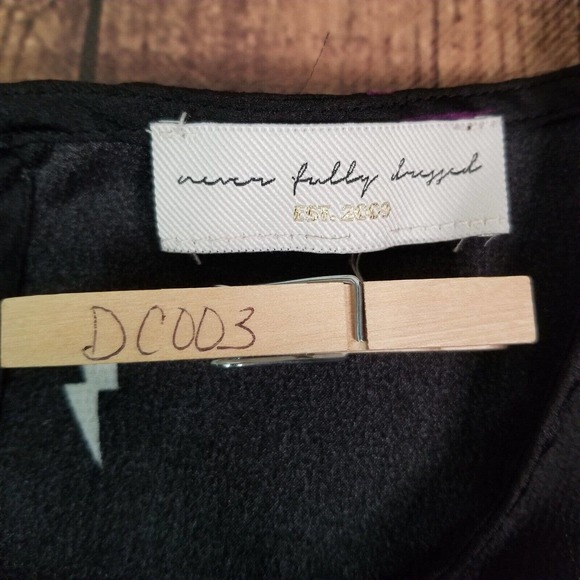 never fully dressed
EST. 2009
DC003